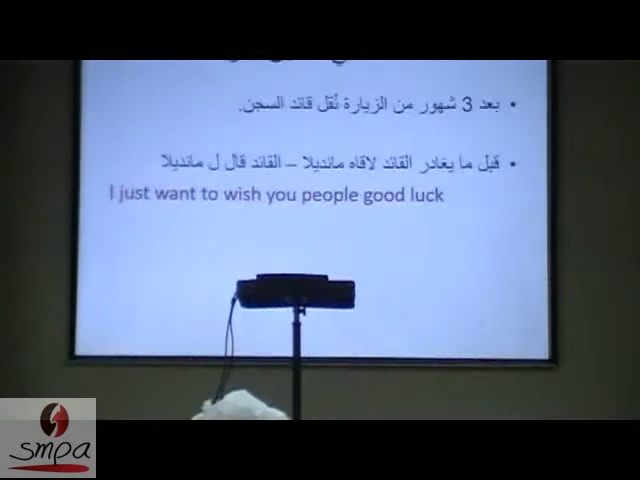 • بعد 3 شهور من الزيارة نُقل قائد السجن.
• قبل ما يغادر القائد لاقاه مانديلا – القائد قال ل مانديلا
I just want to wish you people good luck
smpa